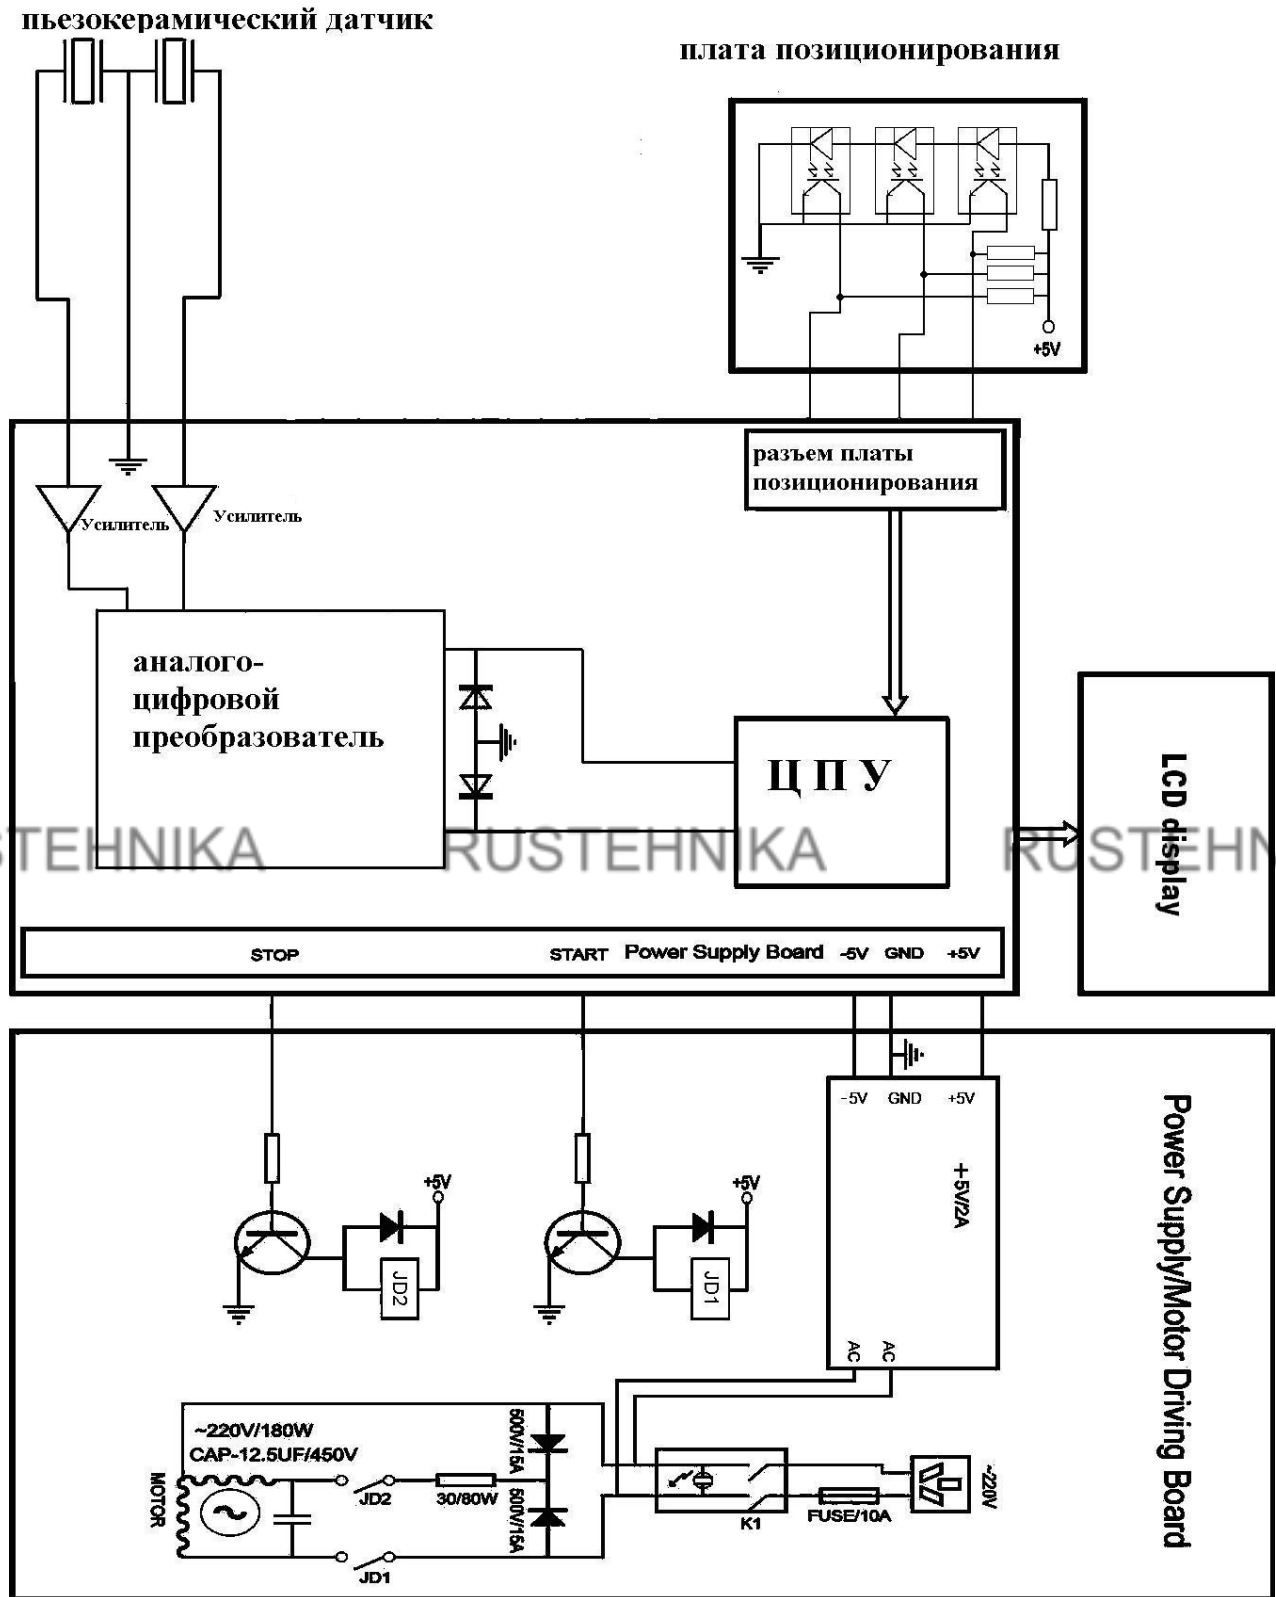 пьезокерамический датчик
плата позиционирования
+5V
разъем платы
позиционирования
Усилитель
Усилитель
аналого-
цифровой
преобразователь
Ц П У
LCD display
STEHNIKA
RUSTEHNIKA
RUSTEHN
STOP
START
Power Supply Board
-5V
GND
+5V
-5V
GND
+5V
+5V/2A
AC
AC
Power Supply/Motor Driving Board
+5V
JD2
+5V
JD1
~220V/180W
CAP-12.5UF/450V
MOTOR
JD2
30/80W
500V/15A
500V/15A
JD1
K1
FUSE/10A
~220V